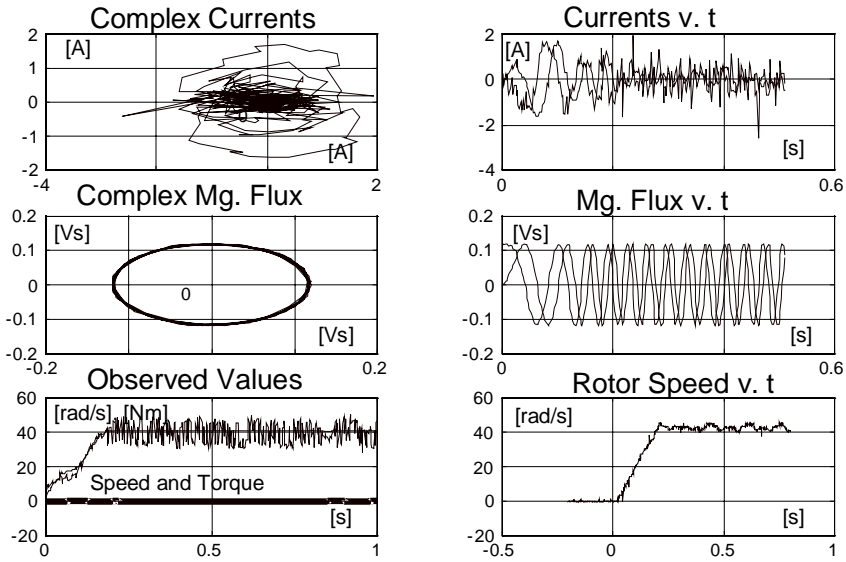 Complex Currents
2
[A]
1
0
0
-1
[A]
-2
-4
2
Currents v. t
2
[A]
0
-2
[s]
-4
0
0.6
Complex Mg. Flux
0.2
[Vs]
0.1
0
0
-0.1
[Vs]
-0.2
-0.2
0.2
Mg. Flux v. t
0.2
[Vs]
0.1
0
-0.1
[s]
-0.2
0
0.6
Observed Values
60
[rad/s] [Nm]
40
20
Speed and Torque
0
[s]
-20
0
0.5
1
Rotor Speed v. t
60
[rad/s]
40
20
0
[s]
-20
-0.5
0
0.5
1